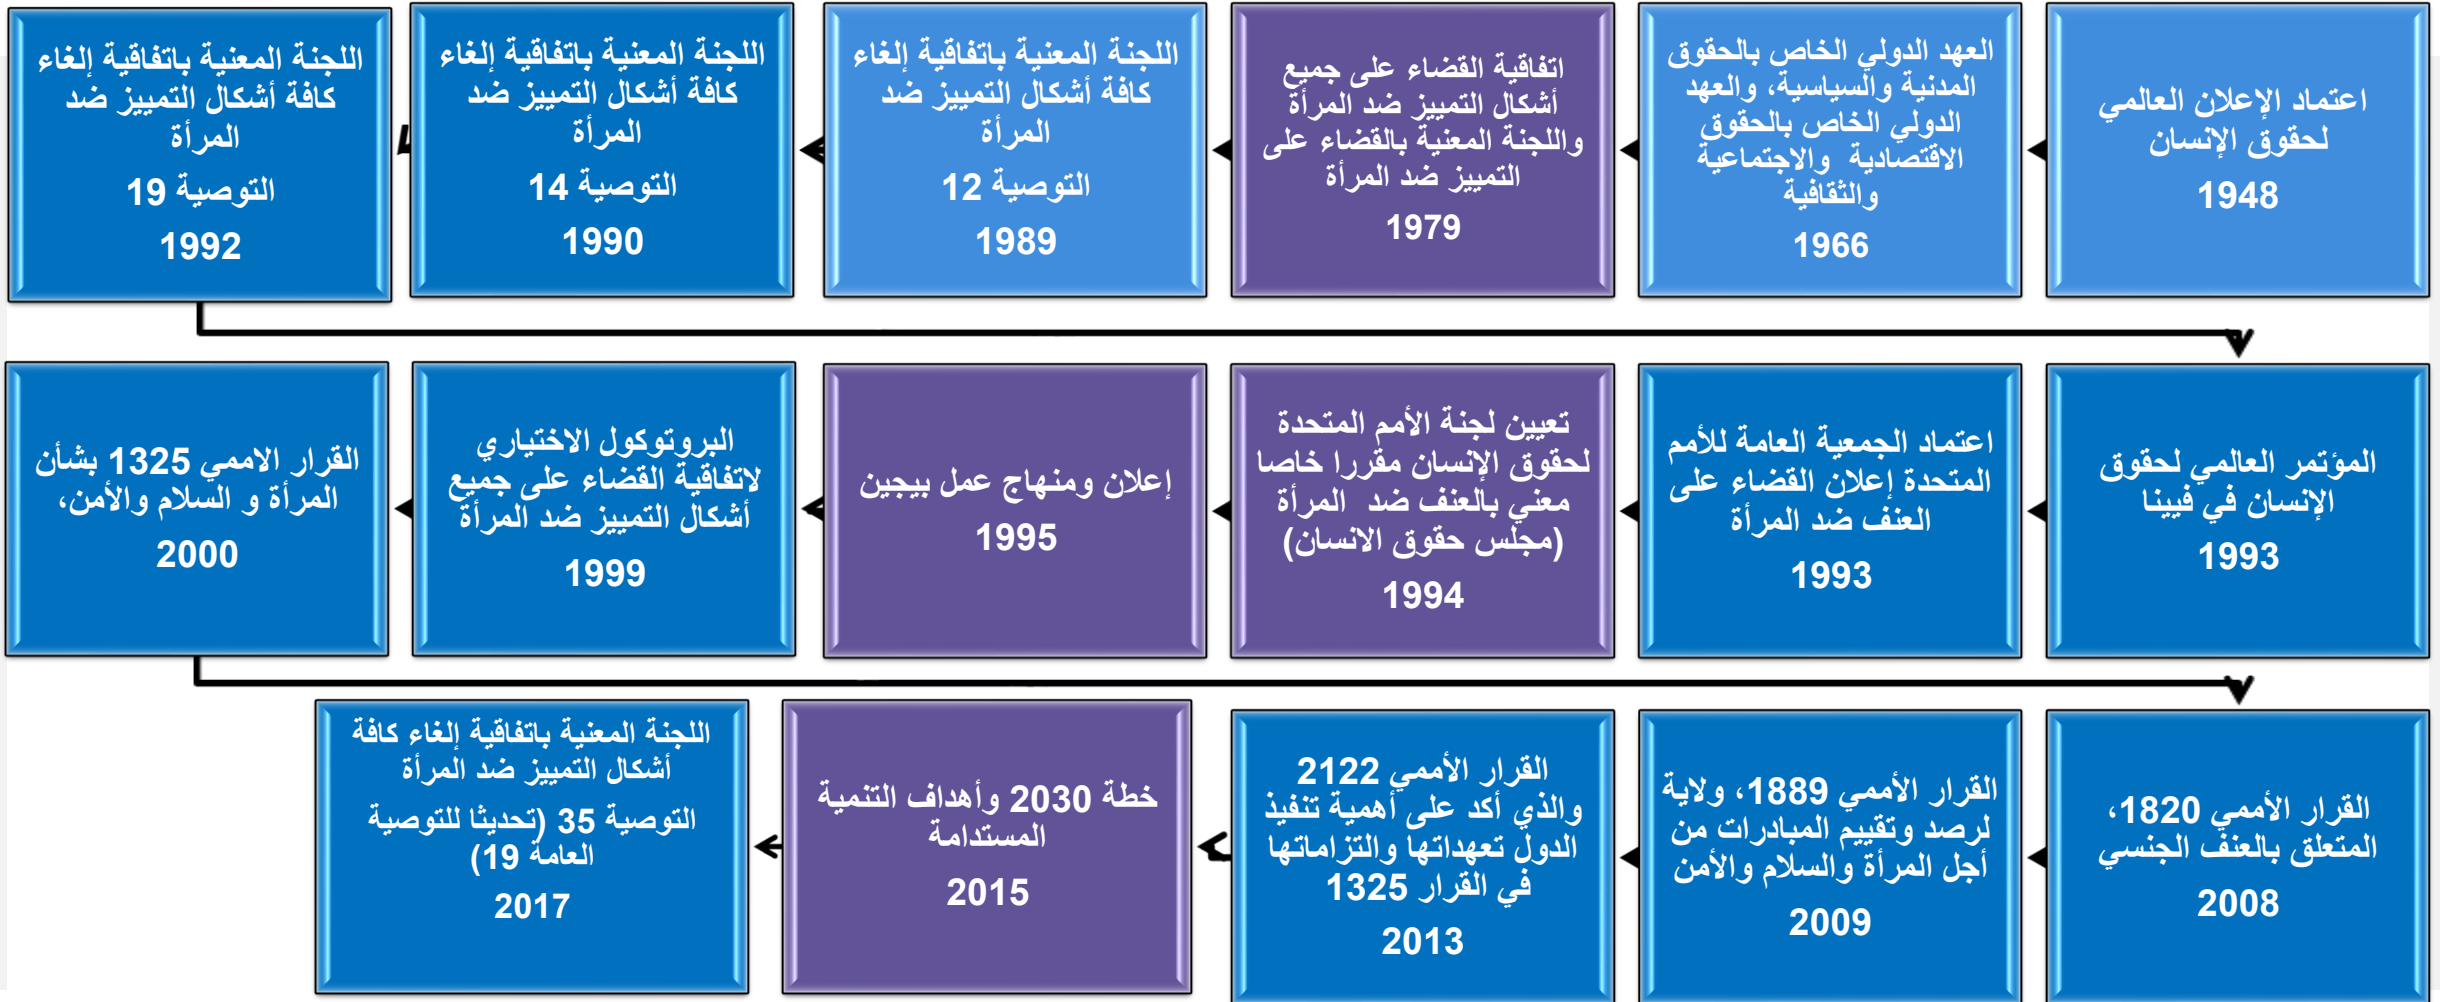 اعتماد الإعلان العالمي
لحقوق الإنسان
1948
العهد الدولي الخاص بالحقوق
المدنية والسياسية، والعهد
الدولي الخاص بالحقوق
الاقتصادية والاجتماعية
والثقافية
1966
اتفاقية القضاء على جميع
أشكال التمييز ضد المرأة
واللجنة المعنية بالقضاء على
التمييز ضد المرأة
1979
اللجنة المعنية باتفاقية إلغاء
كافة أشكال التمييز ضد
المرأة
التوصية 12
1989
اللجنة المعنية باتفاقية إلغاء
كافة أشكال التمييز ضد
المرأة
التوصية 14
1990
اللجنة المعنية باتفاقية إلغاء
كافة أشكال التمييز ضد
المرأة
التوصية 19
1992
المؤتمر العالمي لحقوق
الإنسان في فيينا
1993
اعتماد الجمعية العامة للأمم
المتحدة إعلان القضاء على
العنف ضد المرأة
1993
تعيين لجنة الأمم المتحدة
لحقوق الإنسان مقررا خاصا
معني بالعنف ضد المرأة
(مجلس حقوق الانسان)
1994
إعلان ومنهاج عمل بيجين
1995
البروتوكول الاختياري
لاتفاقية القضاء على جميع
أشكال التمييز ضد المرأة
1999
القرار الاممي 1325 بشأن
المرأة و السلام والأمن،
2000
القرار الأممي 1820،
المتعلق بالعنف الجنسي
2008
القرار الأممي 1889، ولاية
لرصد وتقييم المبادرات من
أجل المرأة والسلام والأمن
2009
القرار الأممي 2122
والذي أكد على أهمية تنفيذ
الدول تعهداتها والتزاماتها
في القرار 1325
2013
خطة 2030 وأهداف التنمية
المستدامة
2015
اللجنة المعنية باتفاقية إلغاء كافة
أشكال التمييز ضد المرأة
التوصية 35 (تحديثا للتوصية
العامة 19)
2017